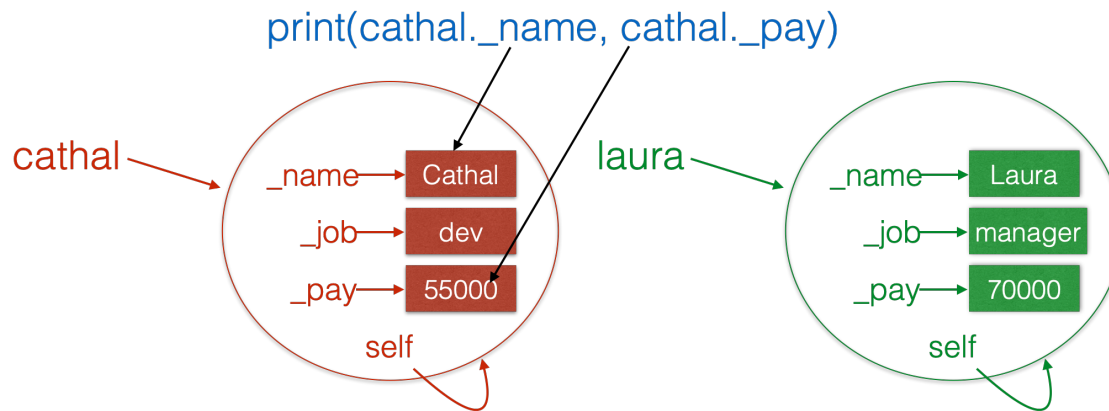 print(cathal._name, cathal._pay)
cathal
_name
Cathal
_job
dev
_pay
55000
self
laura
_name
Laura
_job
manager
_pay
70000
self